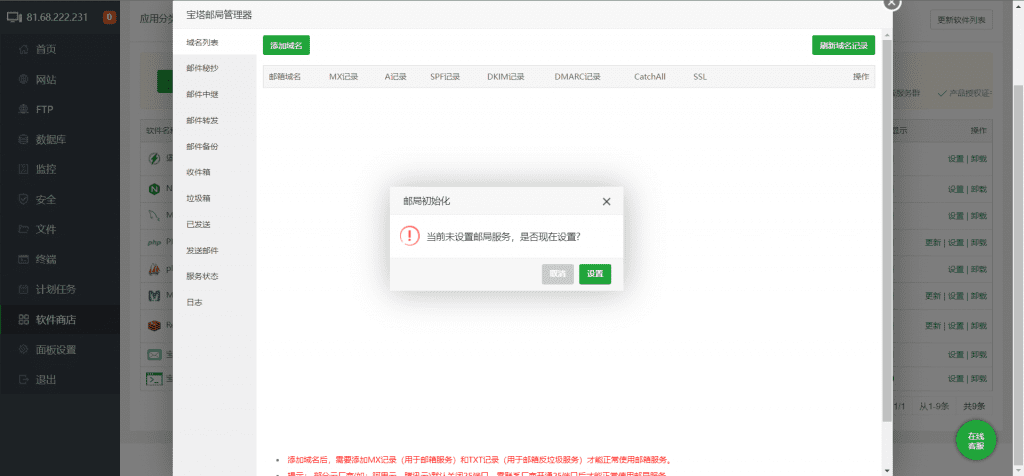 81.68.222.231
0
首页
网站
FTP
数据库
监控
安全
文件
终端
计划任务
软件商店
面板设置
退出
应用分
更新软件列表
服务群
产品授权证
软件名
显示
操作
设置 | 卸载
设置 | 卸载
设置 | 卸载
更新 | 设置 | 卸载
设置 | 卸载
更新 | 设置 | 卸载
更新 | 设置 | 卸载
设置 | 卸载
设置 | 卸载
1/1
从1-9条
共9条
在线
客服
宝塔邮局管理器
域名列表
邮件秘抄
邮件中继
邮件转发
邮件备份
收件箱
垃圾箱
已发送
发送邮件
服务状态
日志
添加域名
刷新域名记录
邮箱域名
MX记录
A记录
SPF记录
DKIM记录
DMARC记录
CatchAll
SSL
操作
邮局初始化
当前未设置邮局服务，是否现在设置?
取消
设置
添加域名后，需要添加MX记录（用于邮箱服务）和TXT记录（用于邮箱反垃圾服务）才能正常使用邮箱服务。